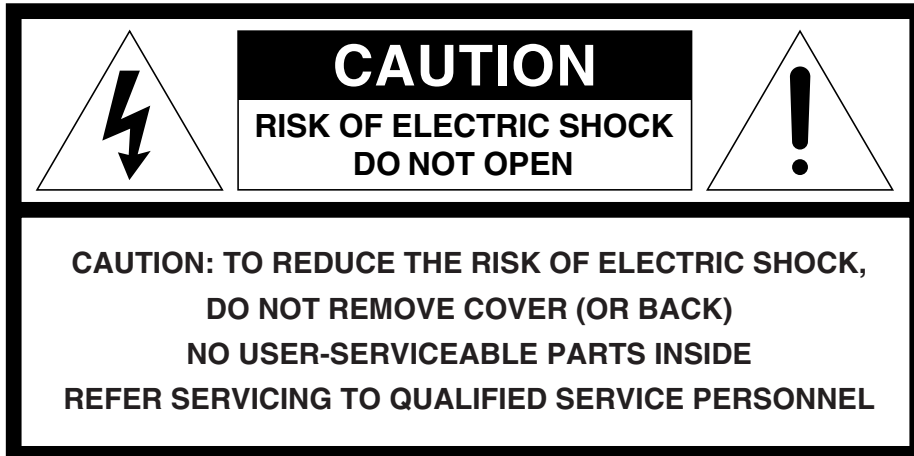 CAUTION
RISK OF ELECTRIC SHOCK
DO NOT OPEN
CAUTION: TO REDUCE THE RISK OF ELECTRIC SHOCK,
DO NOT REMOVE COVER (OR BACK)
NO USER-SERVICEABLE PARTS INSIDE
REFER SERVICING TO QUALIFIED SERVICE PERSONNEL